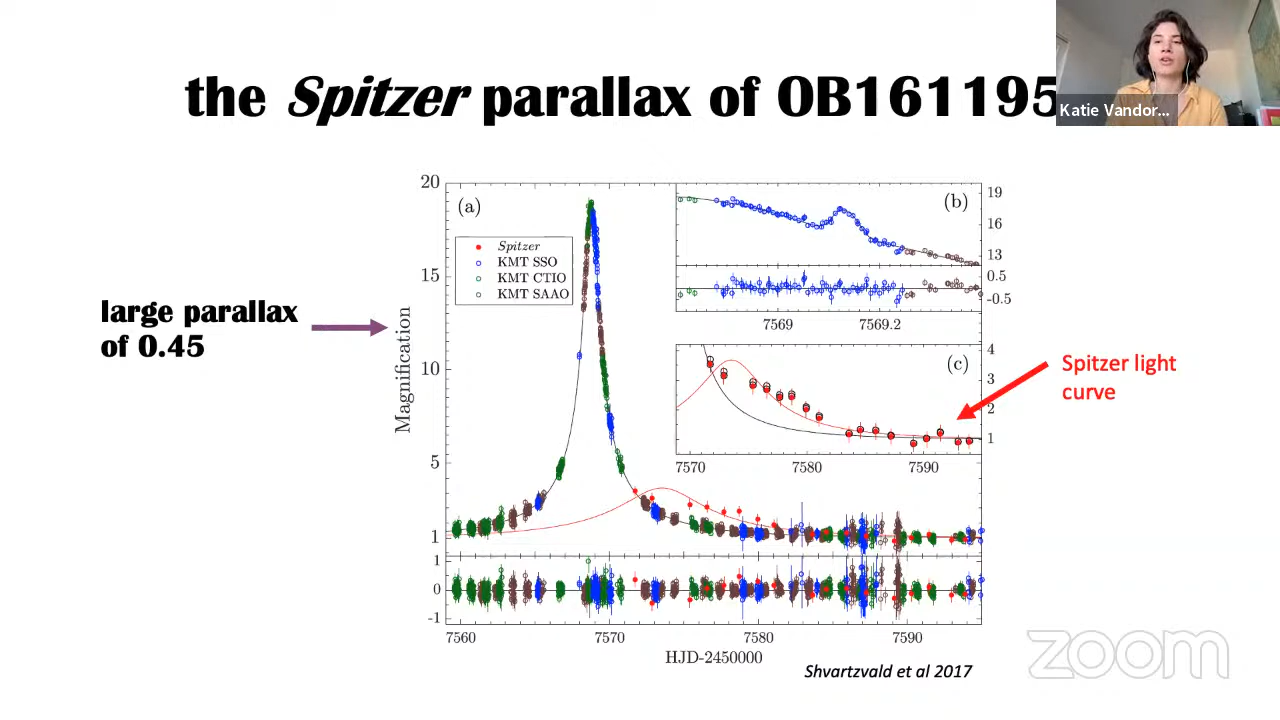 the Spitzer parallax of OB161195
Katie Vandor...
large parallax
of 0.45
Magnification
20
15
10
5
1
(a)
Spitzer
KMT SSO
KMT CTIO
KMT SAAO
(b)
19
16
13
0.5
-0.5
7569
7569.2
(c)
4
3
2
1
7570
7580
7590
Spitzer light
curve
1
0
-1
7560
7570
7580
7590
HJD-2450000
Shvartzvald et al 2017
zoom